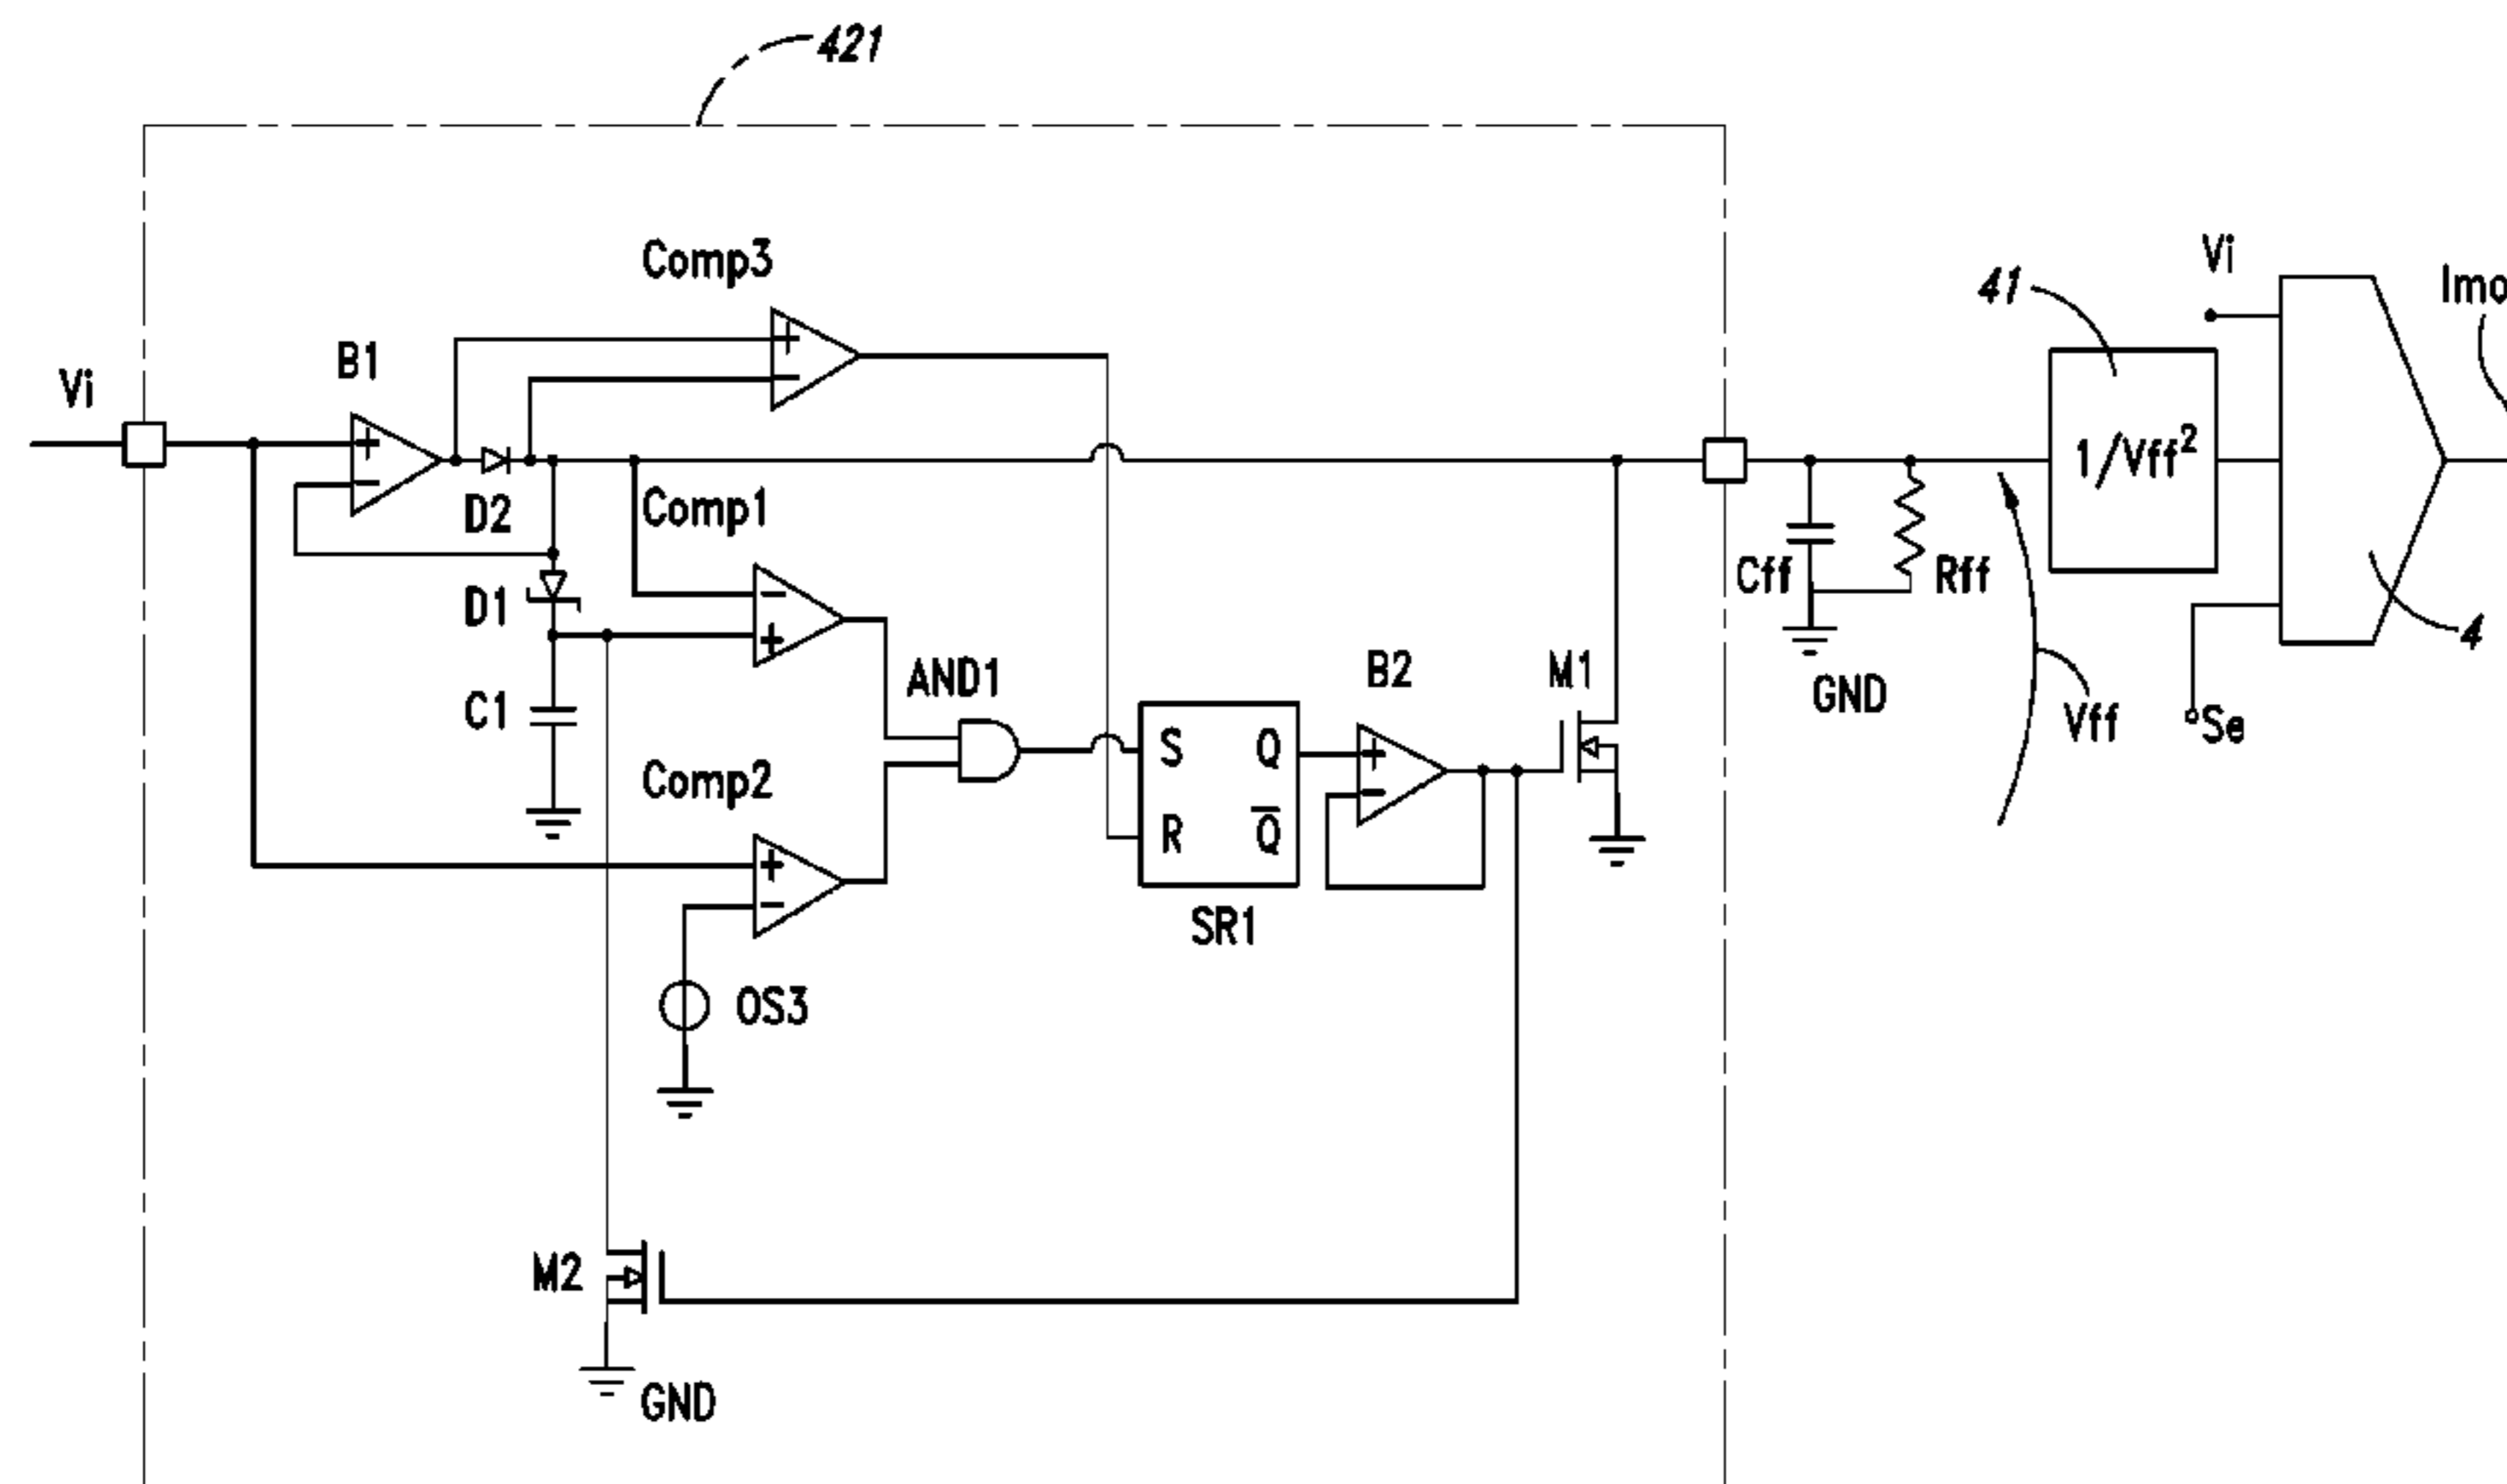 421
Comp3
Vi
B1
D2
Comp1
D1
C1
AND1
Comp2
S Q
R Q̅
SR1
B2
M1
OS3
M2
GND
Cff
Rff
GND
Vff
41
1/Vff²
Vi
Imo
4
Se